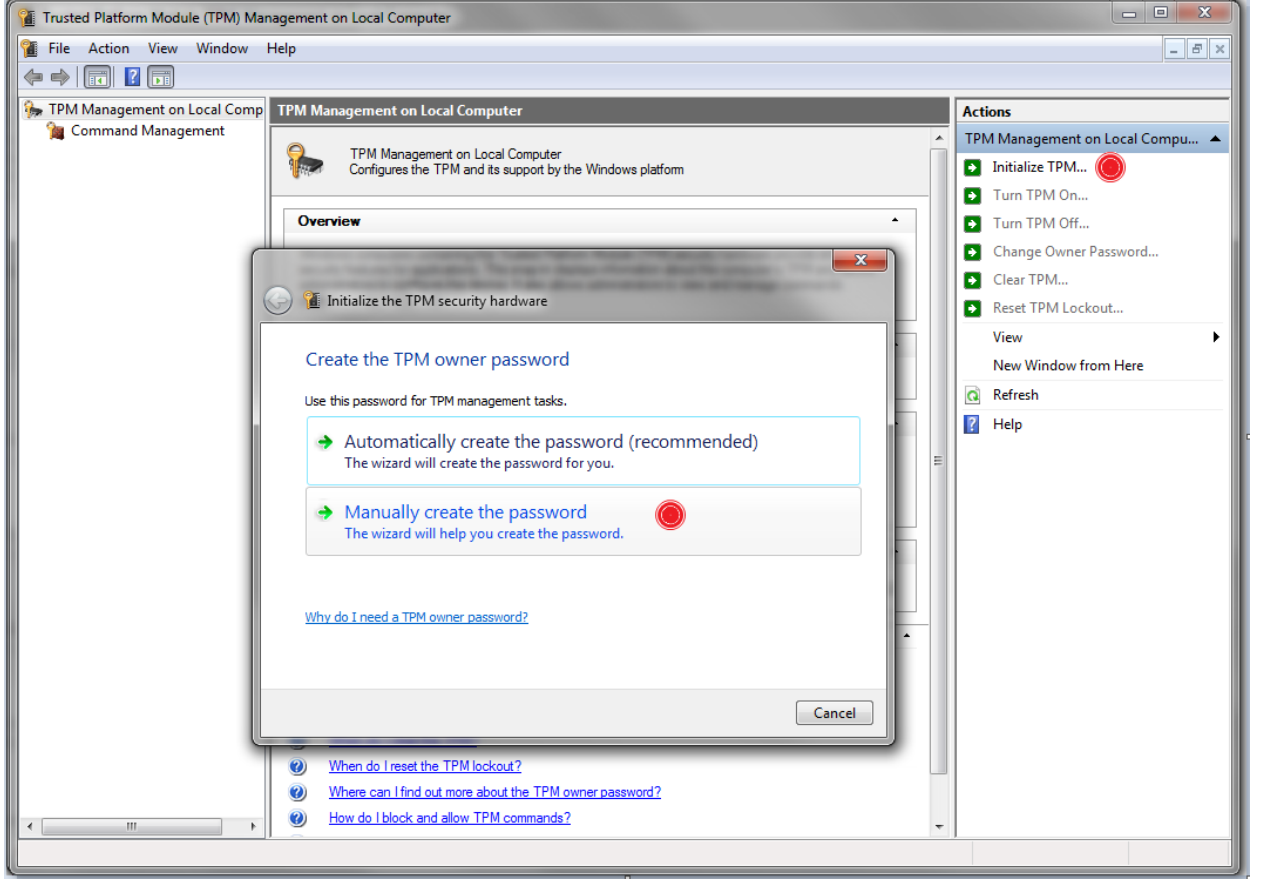 Trusted Platform Module (TPM) Management on Local Computer
File Action View Window Help
TPM Management on Local Comp
Command Management
TPM Management on Local Computer
TPM Management on Local Computer
Configures the TPM and its support by the Windows platform
Overview
Initialize the TPM security hardware
Create the TPM owner password
Use this password for TPM management tasks.
Automatically create the password (recommended)
The wizard will create the password for you.
Manually create the password
The wizard will help you create the password.
Why do I need a TPM owner password?
Cancel
When do I reset the TPM lockout?
Where can I find out more about the TPM owner password?
How do I block and allow TPM commands?
Actions
TPM Management on Local Compu...
Initialize TPM...
Turn TPM On...
Turn TPM Off...
Change Owner Password...
Clear TPM...
Reset TPM Lockout...
View
New Window from Here
Refresh
Help